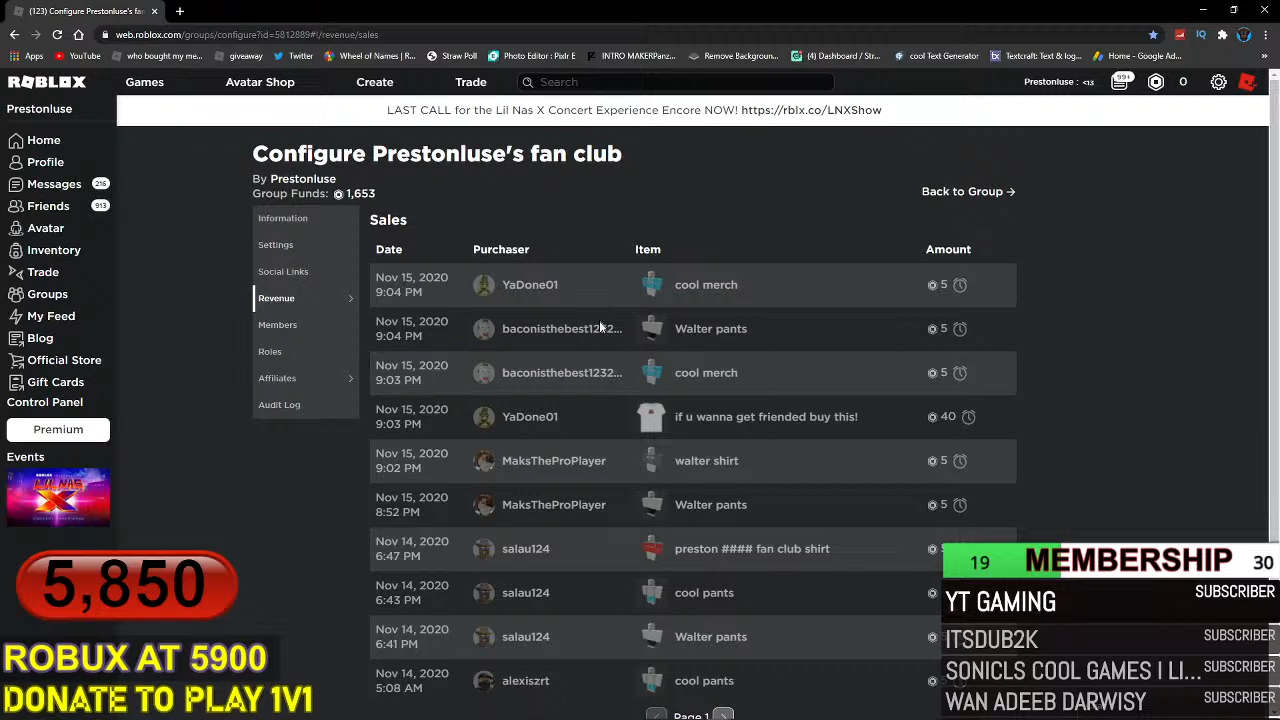 (123) Configure Prestonluse's fan
web.roblox.com/groups/configure?id=5812889#!/revenue/sales
Apps YouTube who bought my me... giveaway Wheel of Names | R... Straw Poll Photo Editor : Pixlr E... INTRO MAKERPanz... Remove Background... (4) Dashboard / Str... cool Text Generator Textcraft: Text & lo... Home - Google Ad...
ROBLOX Games Avatar Shop Create Trade Search Prestonluse : <13 99+ 0
Prestonluse
LAST CALL for the Lil Nas X Concert Experience Encore NOW! https://rblx.co/LNXShow
Home
Profile
Messages 216
Friends 913
Avatar
Inventory
Trade
Groups
My Feed
Blog
Official Store
Gift Cards
Control Panel
Premium
Events
LIL NAS X
Configure Prestonluse's fan club
By Prestonluse
Group Funds: 1,653
Back to Group
Information
Settings
Social Links
Revenue
Members
Roles
Affiliates
Audit Log
Sales
Date Purchaser Item Amount
Nov 15, 2020
9:04 PM
YaDone01 cool merch 5
Nov 15, 2020
9:04 PM
baconisthebest1232... Walter pants 5
Nov 15, 2020
9:03 PM
baconisthebest1232... cool merch 5
Nov 15, 2020
9:03 PM
YaDone01 if u wanna get friended buy this! 40
Nov 15, 2020
9:02 PM
MaksTheProPlayer walter shirt 5
Nov 15, 2020
8:52 PM
MaksTheProPlayer Walter pants 5
Nov 14, 2020
6:47 PM
salau124 preston #### fan club shirt
Nov 14, 2020
6:43 PM
salau124 cool pants
Nov 14, 2020
6:41 PM
salau124 Walter pants
Nov 14, 2020
5:08 AM
alexiszrt cool pants
Page 1
5,850
ROBUX AT 5900
DONATE TO PLAY 1V1
19 MEMBERSHIP 30
YT GAMING SUBSCRIBER
ITSDUB2K SUBSCRIBER
SONICLS COOL GAMES I LI... SUBSCRIBER
WAN ADEEB DARWISY SUBSCRIBER